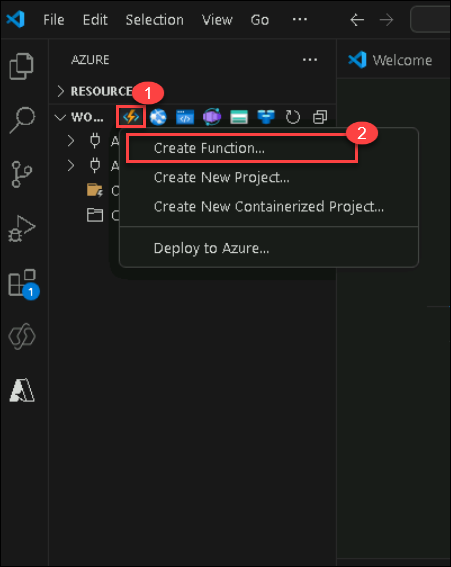 File Edit Selection View Go ...
AZURE ...
Welcome
RESOURCE
1
WO...
2
A
Create Function...
A
Create New Project...
C
Create New Containerized Project...
C
Deploy to Azure...
1